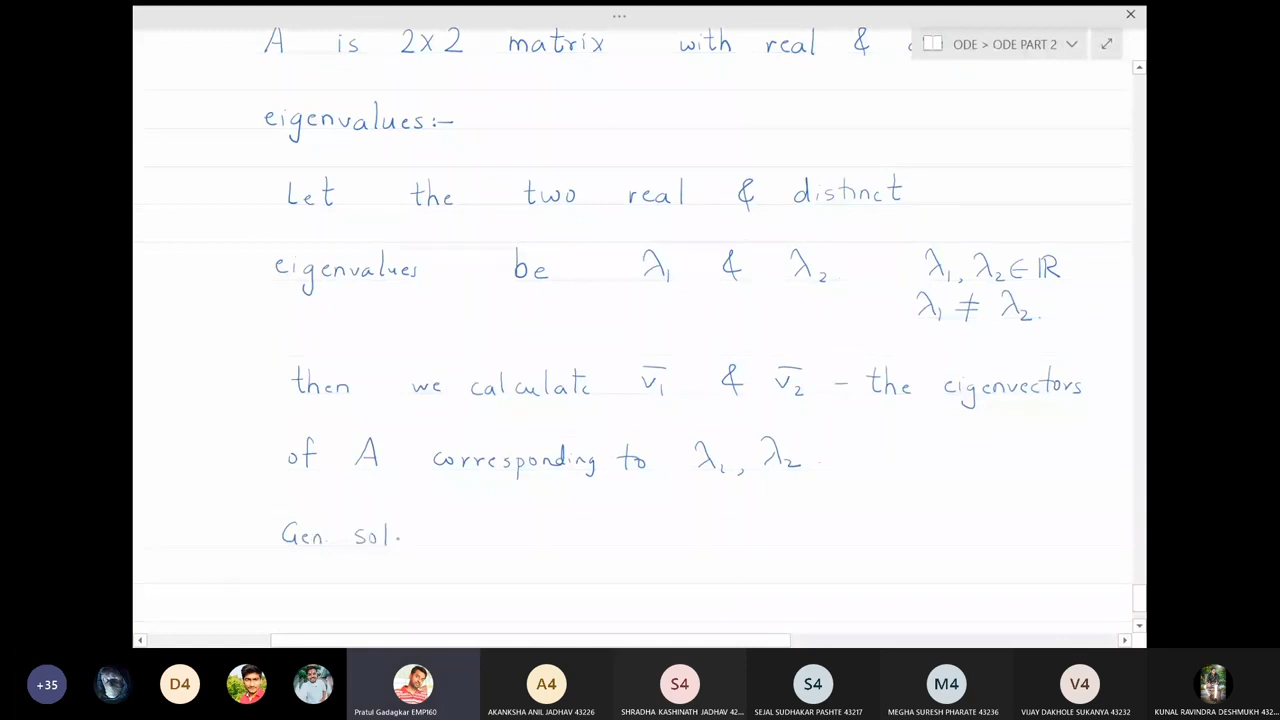 ...
A is 2x2 matrix with real &
ODE > ODE PART 2
eigenvalues:-
Let the two real & distinct
eigenvalues be λ₁ & λ₂ λ₁, λ₂ ∈ ℝ
λ₁ ≠ λ₂.
then we calculate v̅₁ & v̅₂ - the eigenvectors
of A corresponding to λ₁, λ₂.
Gen. sol.
+35
D4
A4
S4
S4
M4
V4
Pratul Gadagkar EMP160
AKANKSHA ANIL JADHAV 43226
SHRADHA KASHINATH JADHAV 42...
SEJAL SUDHAKAR PASHTE 43217
MEGHA SURESH PHARATE 43236
VIJAY DAKHOLE SUKANYA 43232
KUNAL RAVINDRA DESHMUKH 432...